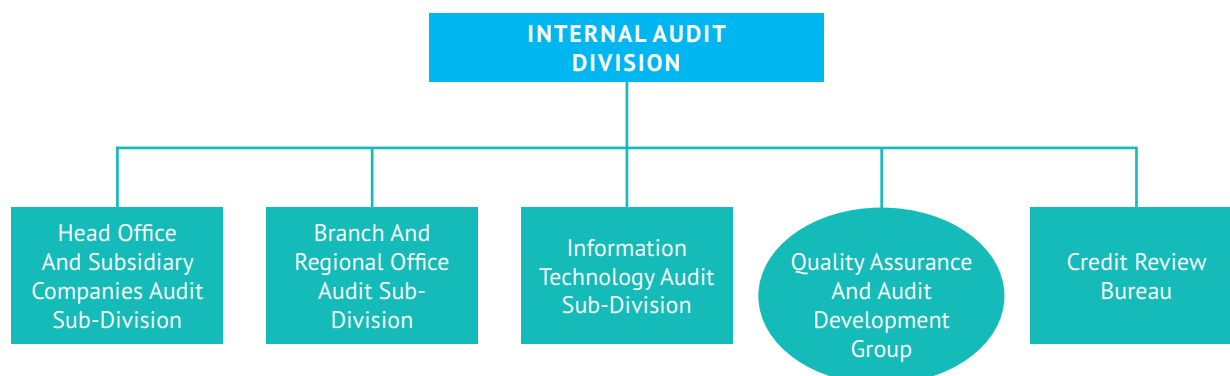 INTERNAL AUDIT
DIVISION
Head Office
And Subsidiary
Companies Audit
Sub-Division
Branch And
Regional Office
Audit Sub-
Division
Information
Technology Audit
Sub-Division
Quality Assurance
And Audit
Development
Group
Credit Review
Bureau